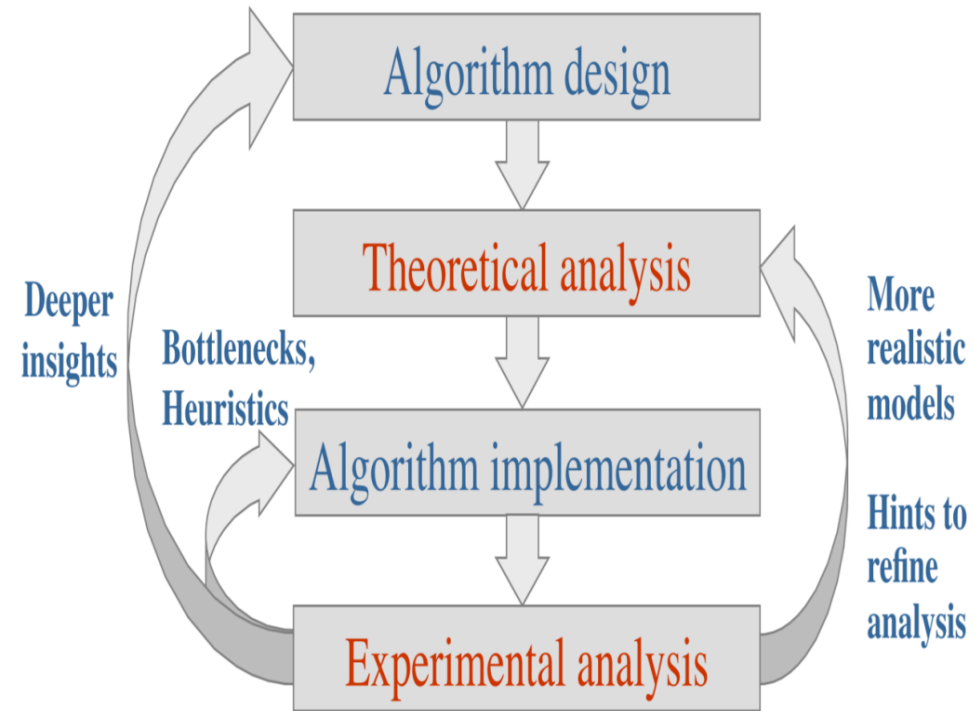 Algorithm design
Theoretical analysis
Deeper
insights
Bottlenecks,
Heuristics
More
realistic
models
Algorithm implementation
Hints to
refine
analysis
Experimental analysis